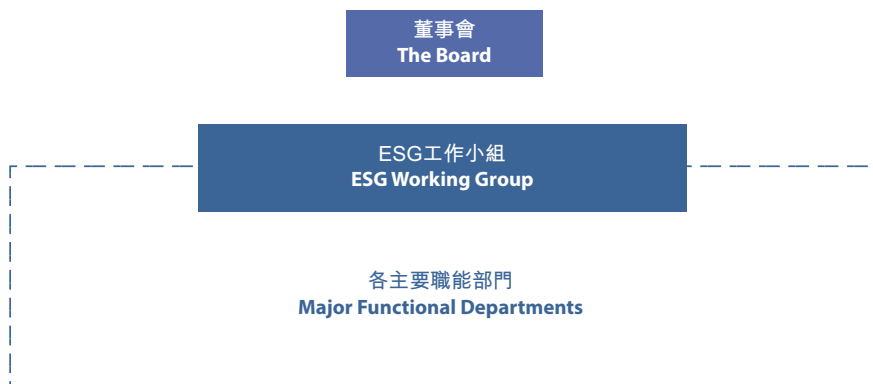 董事會
The Board
ESG工作小組
ESG Working Group
各主要職能部門
Major Functional Departments